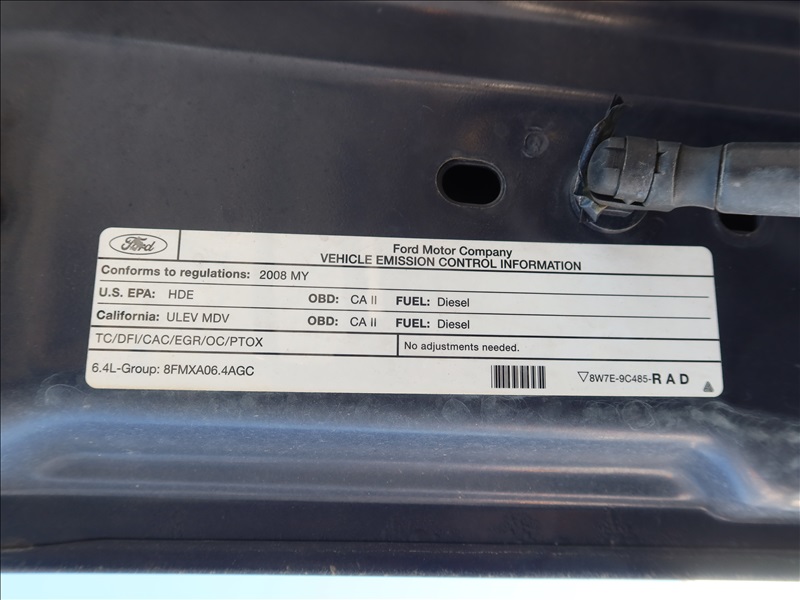 Ford
Ford Motor Company
VEHICLE EMISSION CONTROL INFORMATION
Conforms to regulations: 2008 MY
U.S. EPA: HDE OBD: CA II FUEL: Diesel
California: ULEV MDV OBD: CA II FUEL: Diesel
TC/DFI/CAC/EGR/OC/PTOX No adjustments needed.
6.4L-Group: 8FMXA06.4AGC ▽8W7E-9C485-R A D